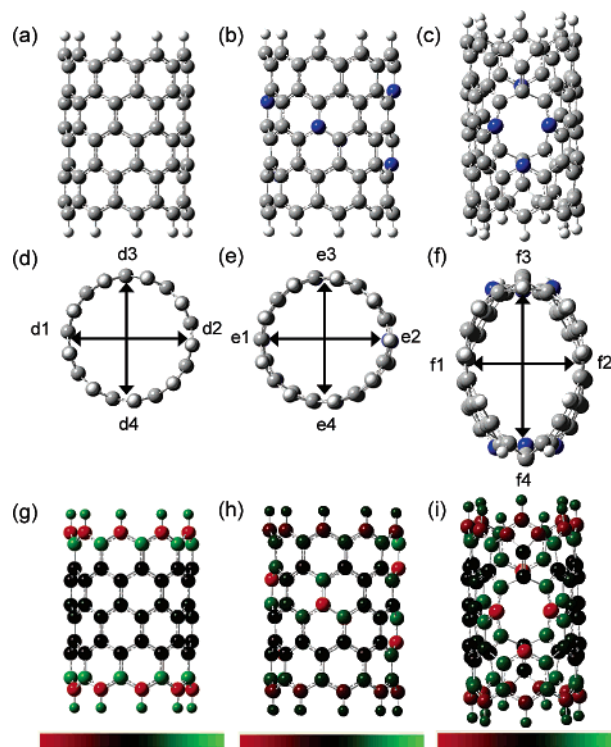 (a) (b) (c)
d3 e3 f3
(d) (e) (f)
d1 d2 e1 e2 f1 f2
d4 e4 f4
(g) (h) (i)